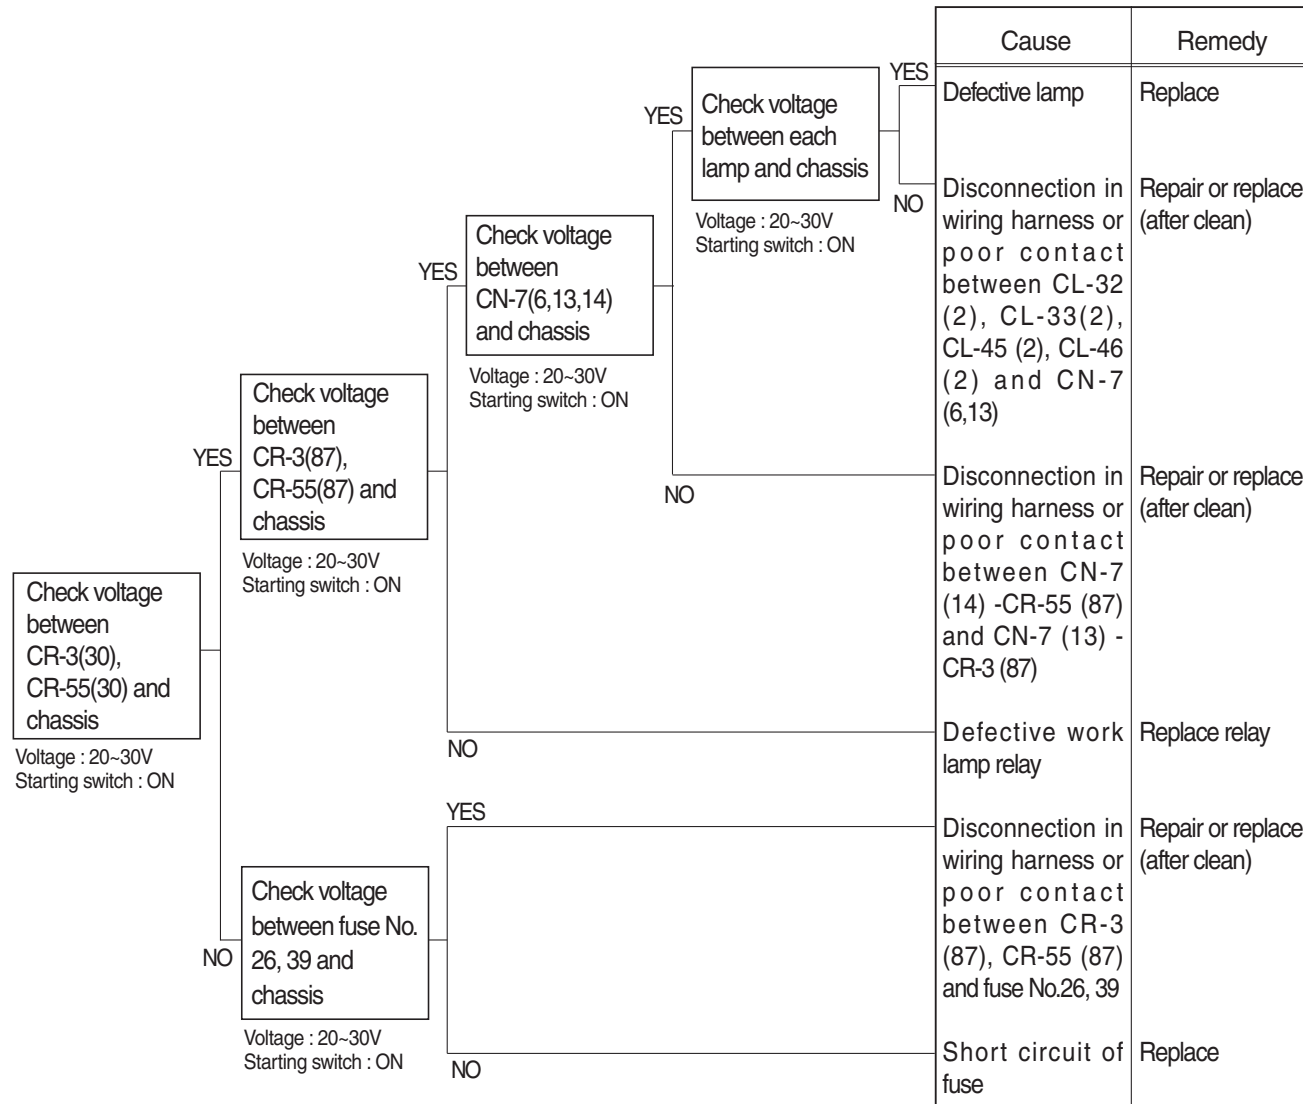 Cause
Remedy
YES
Defective lamp
Replace
Check voltage
between each
lamp and chassis
YES
Voltage : 20~30V
Starting switch : ON
NO
Disconnection in
wiring harness or
poor contact
between CL-32
(2), CL-33(2),
CL-45 (2), CL-46
(2) and CN-7
(6,13)
Repair or replace
(after clean)
YES
Check voltage
between
CN-7(6,13,14)
and chassis
Voltage : 20~30V
Starting switch : ON
NO
Disconnection in
wiring harness or
poor contact
between CN-7
(14) -CR-55 (87)
and CN-7 (13) -
CR-3 (87)
Repair or replace
(after clean)
YES
Check voltage
between
CR-3(87),
CR-55(87) and
chassis
Voltage : 20~30V
Starting switch : ON
NO
Defective work
lamp relay
Replace relay
Check voltage
between
CR-3(30),
CR-55(30) and
chassis
Voltage : 20~30V
Starting switch : ON
YES
Disconnection in
wiring harness or
poor contact
between CR-3
(87), CR-55 (87)
and fuse No.26, 39
Repair or replace
(after clean)
NO
Check voltage
between fuse No.
26, 39 and
chassis
Voltage : 20~30V
Starting switch : ON
NO
Short circuit of
fuse
Replace